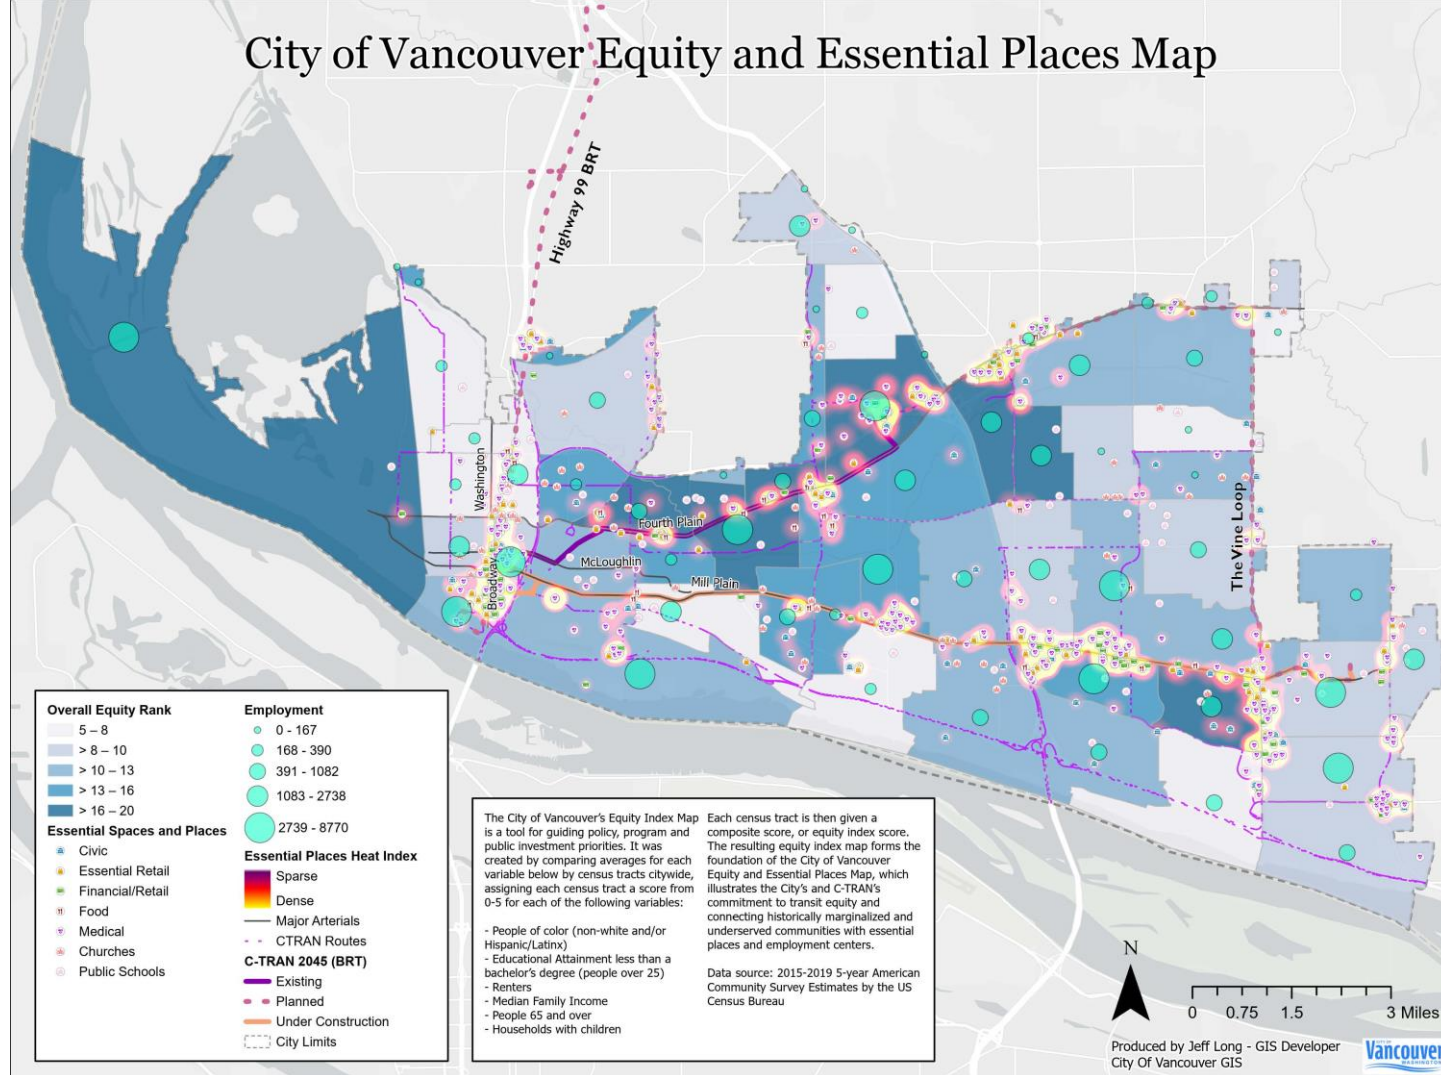 City of Vancouver Equity and Essential Places Map
Highway 99 BRT
Washington
Broadway
Fourth Plain
McLoughlin
Mill Plain
The Vine Loop
Overall Equity Rank
5 – 8
> 8 – 10
> 10 – 13
> 13 – 16
> 16 – 20
Essential Spaces and Places
Civic
Essential Retail
Financial/Retail
Food
Medical
Churches
Public Schools
Employment
0 - 167
168 - 390
391 - 1082
1083 - 2738
2739 - 8770
Essential Places Heat Index
Sparse
Dense
Major Arterials
CTRAN Routes
C-TRAN 2045 (BRT)
Existing
Planned
Under Construction
City Limits
The City of Vancouver's Equity Index Map
is a tool for guiding policy, program and
public investment priorities. It was
created by comparing averages for each
variable below by census tracts citywide,
assigning each census tract a score from
0-5 for each of the following variables:
- People of color (non-white and/or
Hispanic/Latinx)
- Educational Attainment less than a
bachelor's degree (people over 25)
- Renters
- Median Family Income
- People 65 and over
- Households with children
Each census tract is then given a
composite score, or equity index score.
The resulting equity index map forms the
foundation of the City of Vancouver
Equity and Essential Places Map, which
illustrates the City's and C-TRAN's
commitment to transit equity and
connecting historically marginalized and
underserved communities with essential
places and employment centers.
Data source: 2015-2019 5-year American
Community Survey Estimates by the US
Census Bureau
N
0 0.75 1.5 3 Miles
Produced by Jeff Long - GIS Developer
City Of Vancouver GIS
CITY OF
Vancouver
WASHINGTON